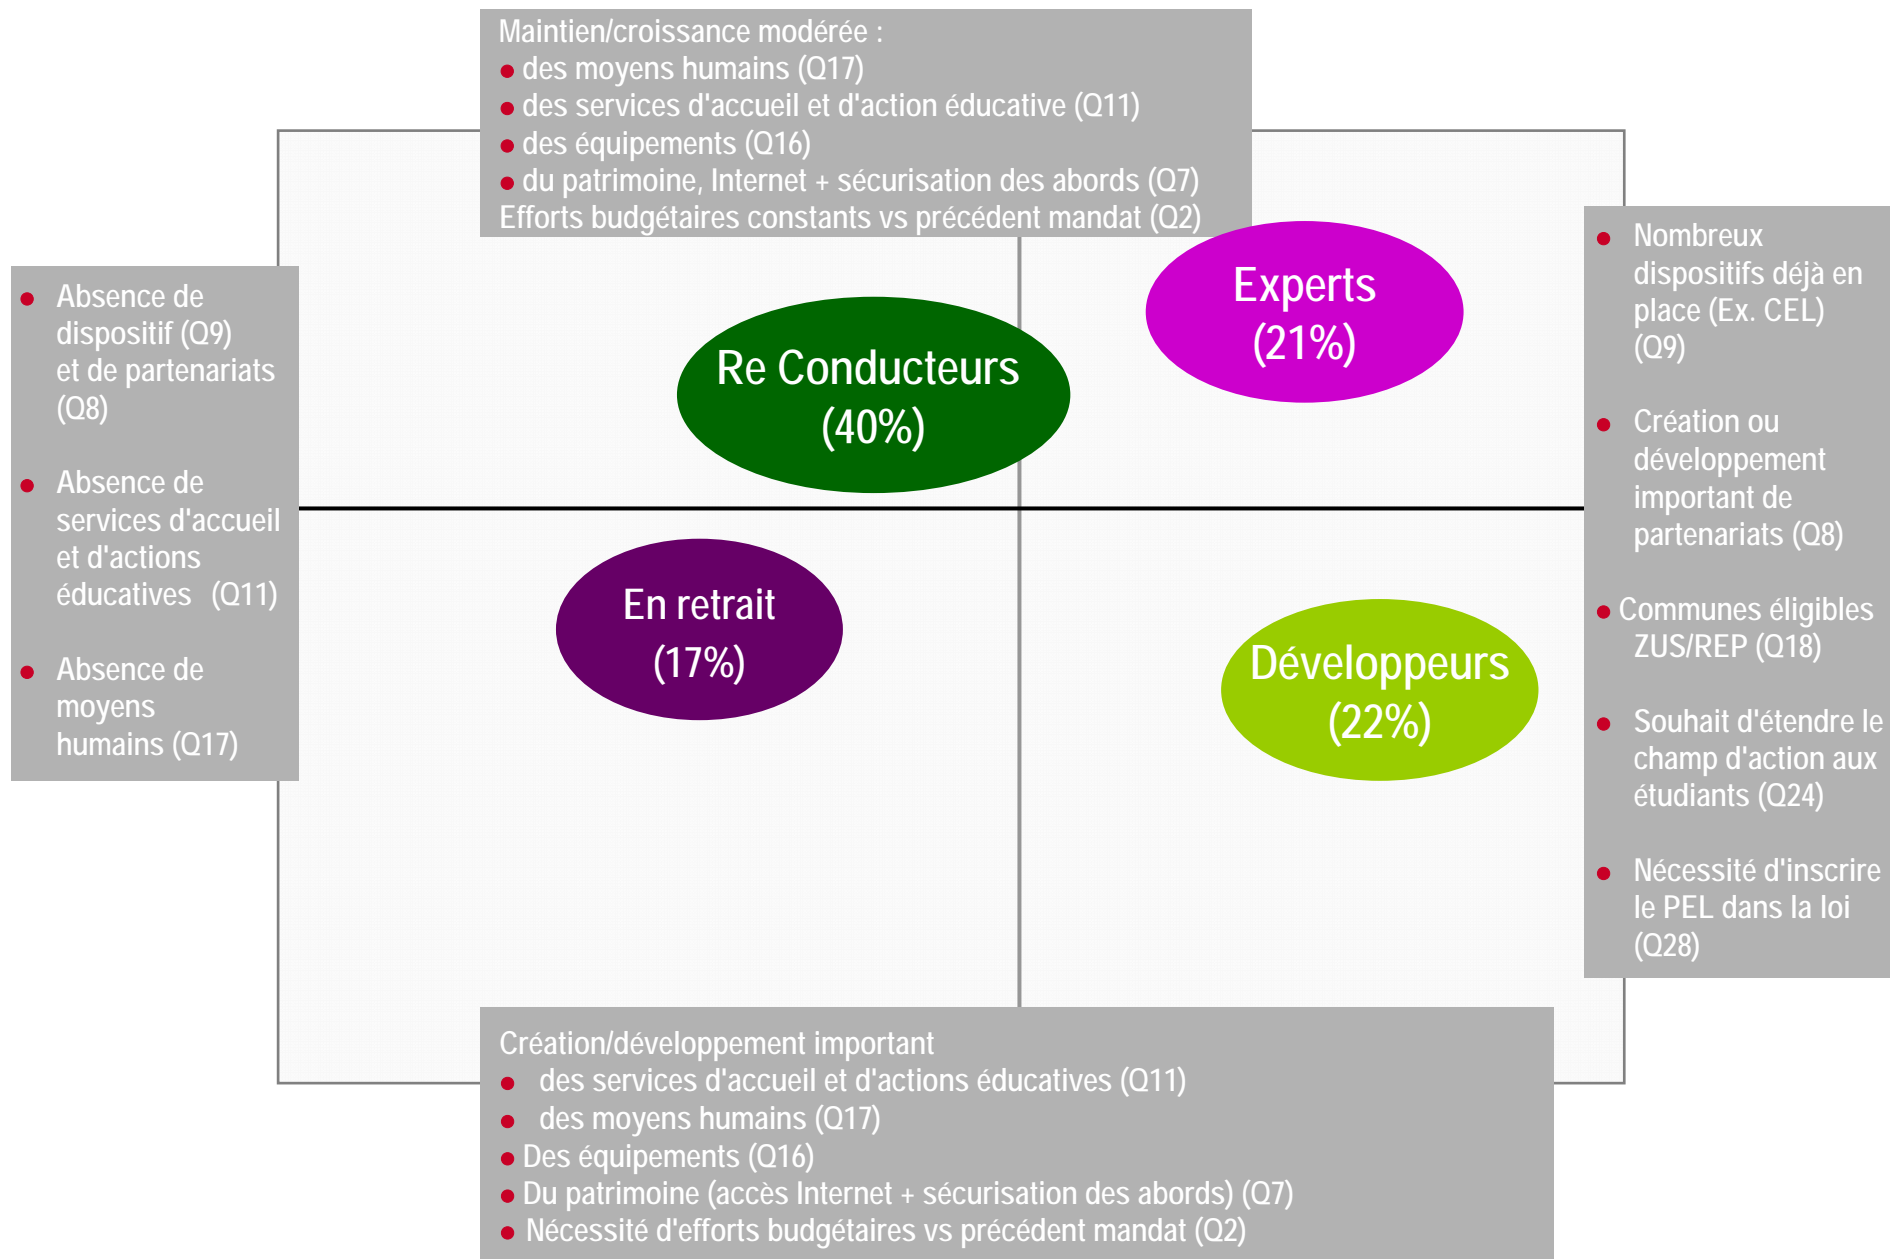 Maintien/croissance modérée :
● des moyens humains (Q17)
● des services d'accueil et d'action éducative (Q11)
● des équipements (Q16)
● du patrimoine, Internet + sécurisation des abords (Q7)
Efforts budgétaires constants vs précédent mandat (Q2)
● Absence de
dispositif (Q9)
et de partenariats
(Q8)
● Absence de
services d'accueil
et d'actions
éducatives (Q11)
● Absence de
moyens
humains (Q17)
Re Conducteurs
(40%)
Experts
(21%)
En retrait
(17%)
Développeurs
(22%)
● Nombreux
dispositifs déjà en
place (Ex. CEL)
(Q9)
● Création ou
développement
important de
partenariats (Q8)
● Communes éligibles
ZUS/REP (Q18)
● Souhait d'étendre le
champ d'action aux
étudiants (Q24)
● Nécessité d'inscrire
le PEL dans la loi
(Q28)
Création/développement important
● des services d'accueil et d'actions éducatives (Q11)
● des moyens humains (Q17)
● Des équipements (Q16)
● Du patrimoine (accès Internet + sécurisation des abords) (Q7)
● Nécessité d'efforts budgétaires vs précédent mandat (Q2)